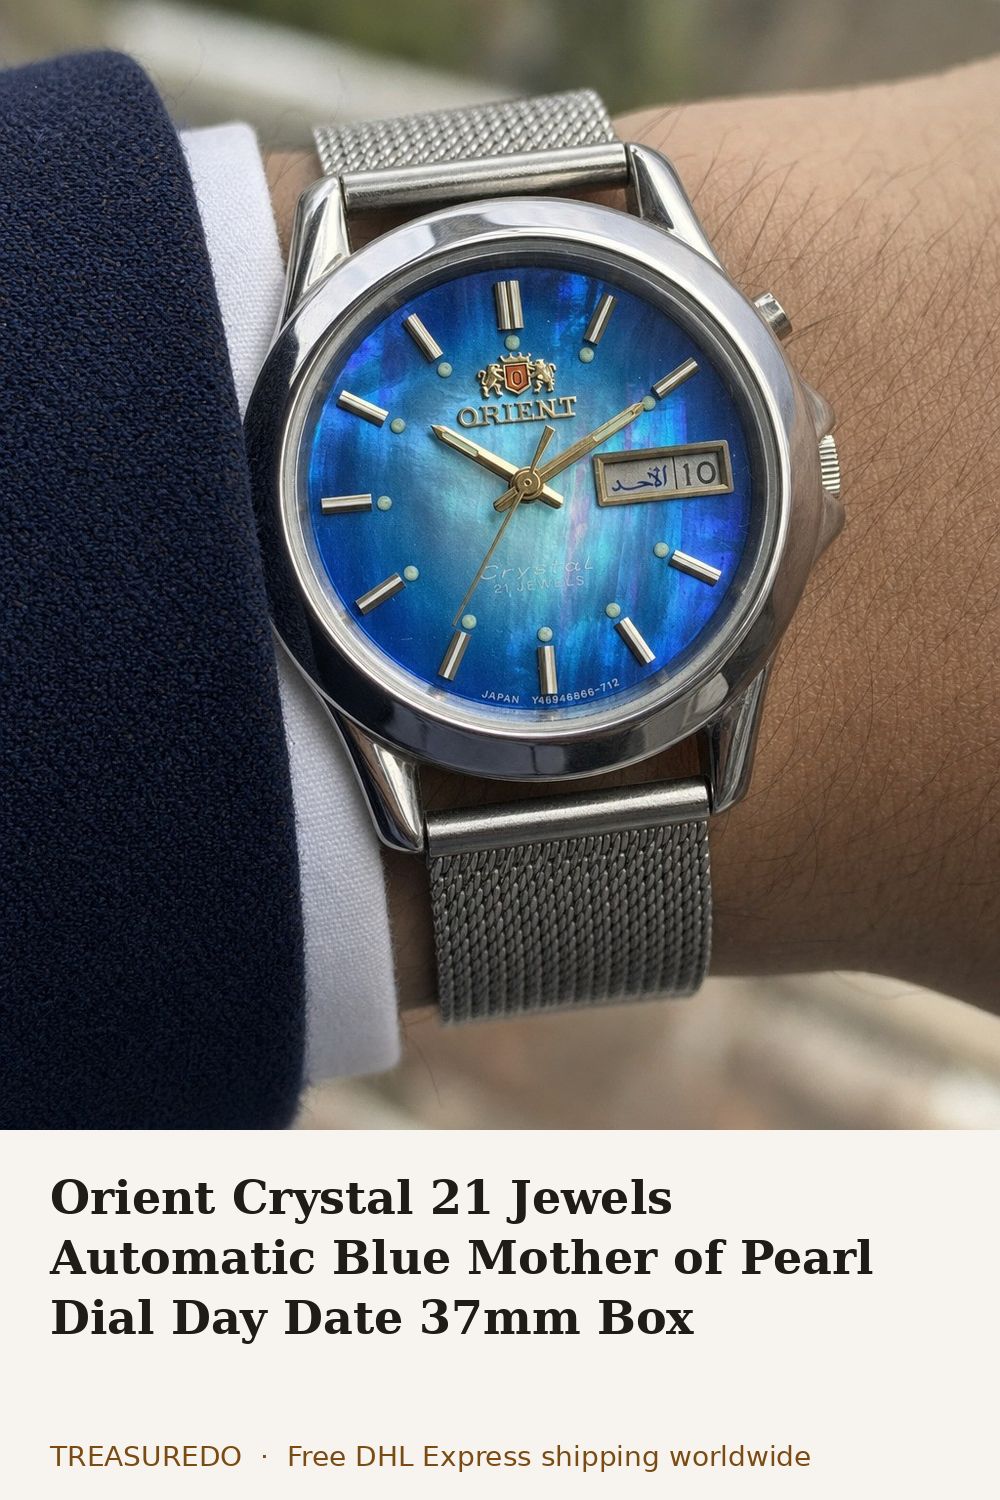 ORIENT
الأحد 10
Crystal
21 JEWELS
JAPAN Y46946866-712
Orient Crystal 21 Jewels
Automatic Blue Mother of Pearl
Dial Day Date 37mm Box
TREASUREDO · Free DHL Express shipping worldwide